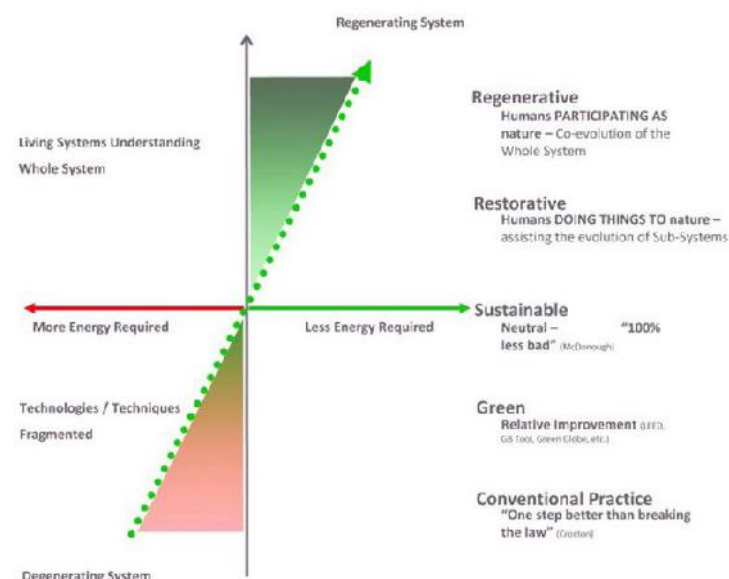 Regenerating System
Living Systems Understanding
Whole System
More Energy Required
Less Energy Required
Technologies / Techniques
Fragmented
Degenerating System
Regenerative
Humans PARTICIPATING AS
nature – Co-evolution of the
Whole System
Restorative
Humans DOING THINGS TO nature –
assisting the evolution of Sub-Systems
Sustainable
Neutral – “100%
less bad” (McDonough)
Green
Relative Improvement (LEED,
GB Tool, Green Globe, etc.)
Conventional Practice
“One step better than breaking
the law” (Croxton)